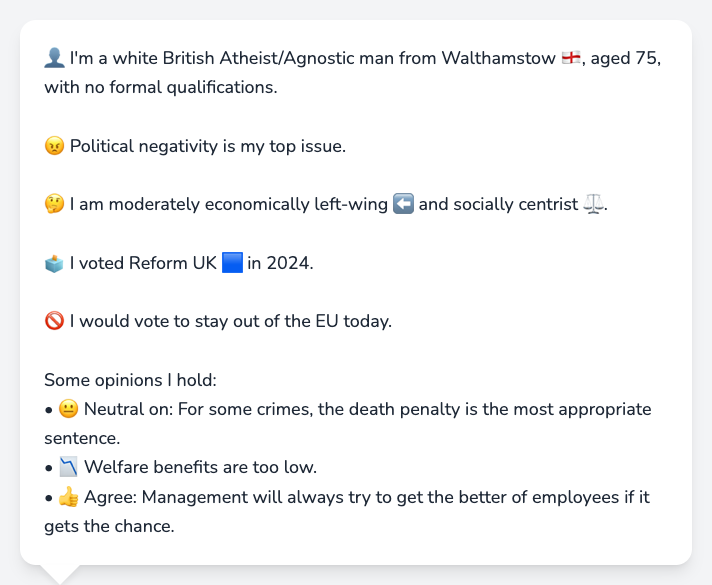 👤 I'm a white British Atheist/Agnostic man from Walthamstow 🏴󠁧󠁢󠁥󠁮󠁧󠁿, aged 75,
with no formal qualifications.
😠 Political negativity is my top issue.
🤔 I am moderately economically left-wing ⬅️ and socially centrist ⚖️.
🗳️ I voted Reform UK 🟦 in 2024.
🚫 I would vote to stay out of the EU today.
Some opinions I hold:
• 😐 Neutral on: For some crimes, the death penalty is the most appropriate
sentence.
• 📉 Welfare benefits are too low.
• 👍 Agree: Management will always try to get the better of employees if it
gets the chance.